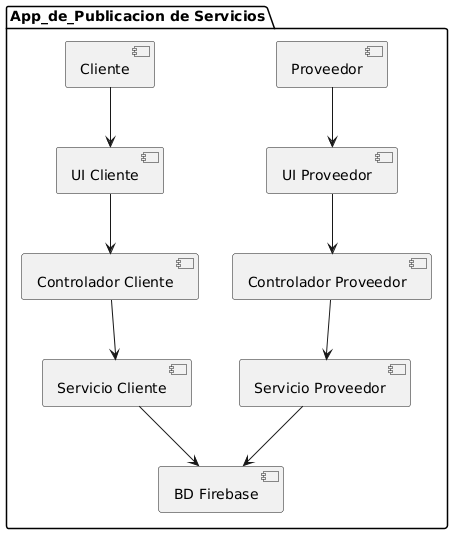 App_de_Publicacion de Servicios
Cliente
Proveedor
UI Cliente
UI Proveedor
Controlador Cliente
Controlador Proveedor
Servicio Cliente
Servicio Proveedor
BD Firebase